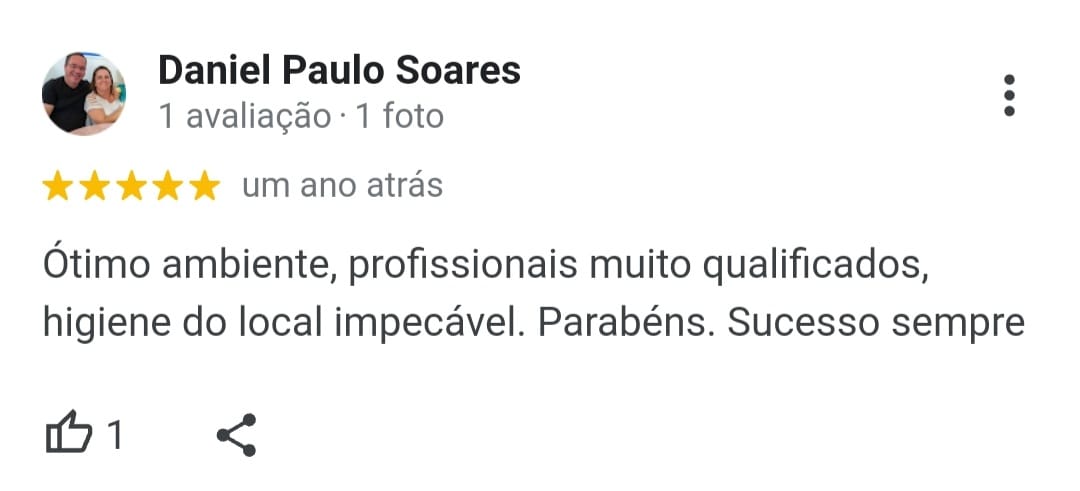 Daniel Paulo Soares
1 avaliação · 1 foto
um ano atrás
Ótimo ambiente, profissionais muito qualificados,
higiene do local impecável. Parabéns. Sucesso sempre
1